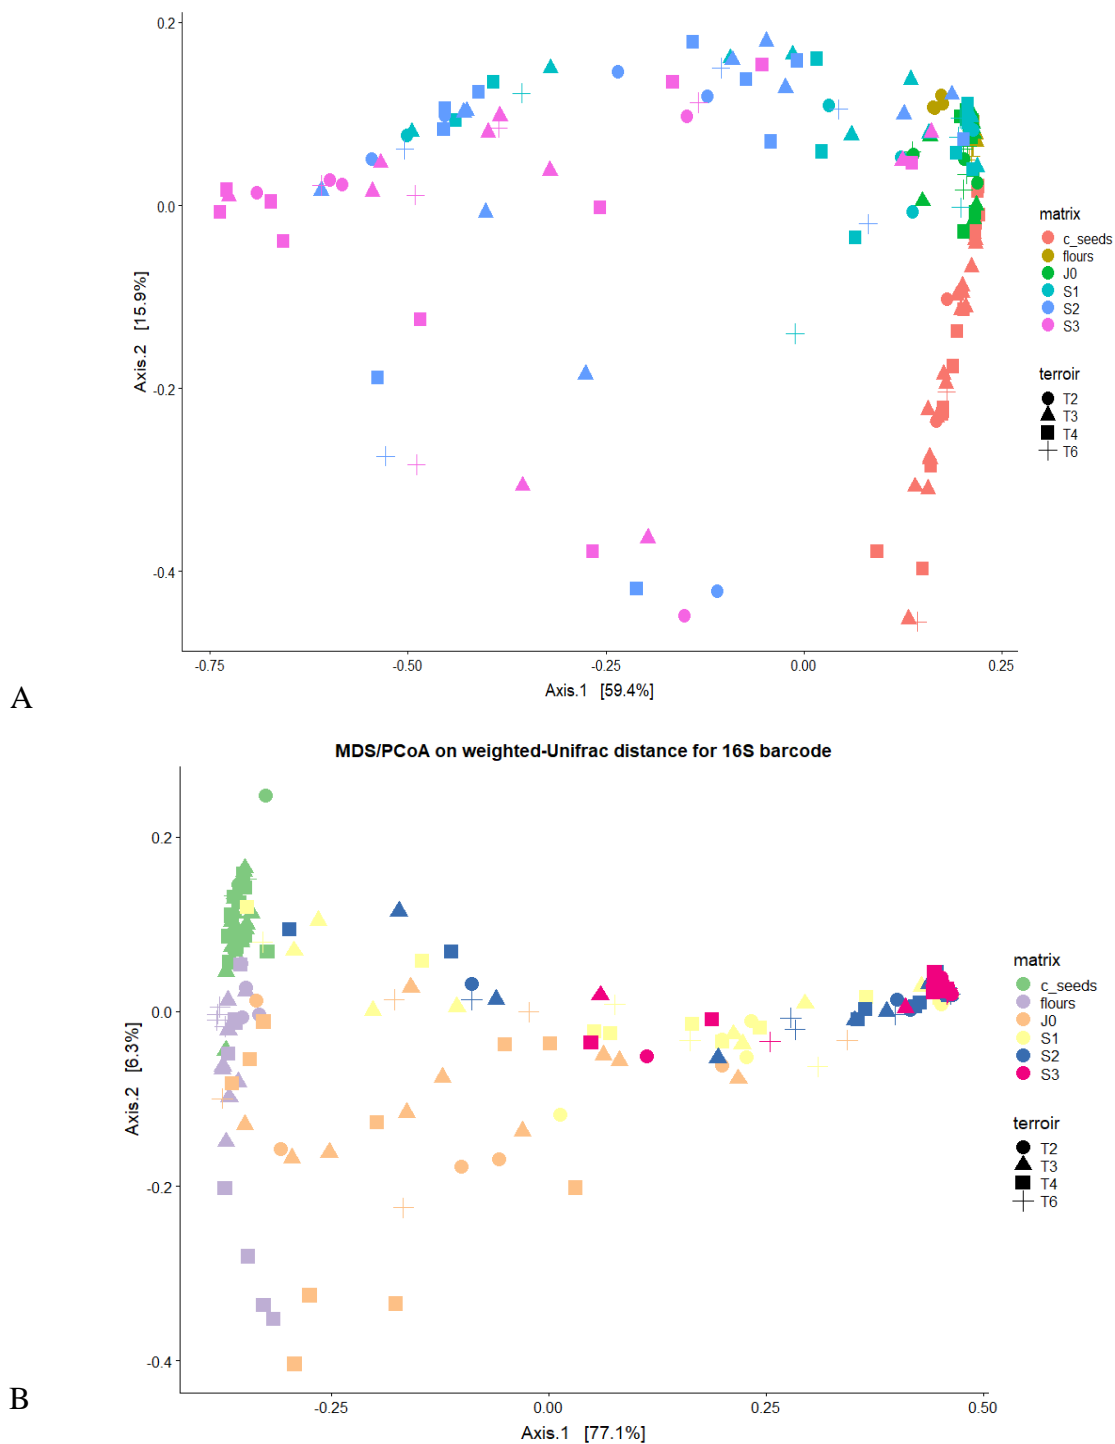 0.2
0.0
-0.2
-0.4
Axis.2 [15.9%]
-0.75
-0.50
-0.25
0.00
0.25
Axis.1 [59.4%]
matrix
c_seeds
flours
J0
S1
S2
S3
terroir
T2
T3
T4
T6
A
MDS/PCoA on weighted-Unifrac distance for 16S barcode
0.2
0.0
-0.2
-0.4
Axis.2 [6.3%]
-0.25
0.00
0.25
0.50
Axis.1 [77.1%]
matrix
c_seeds
flours
J0
S1
S2
S3
terroir
T2
T3
T4
T6
B